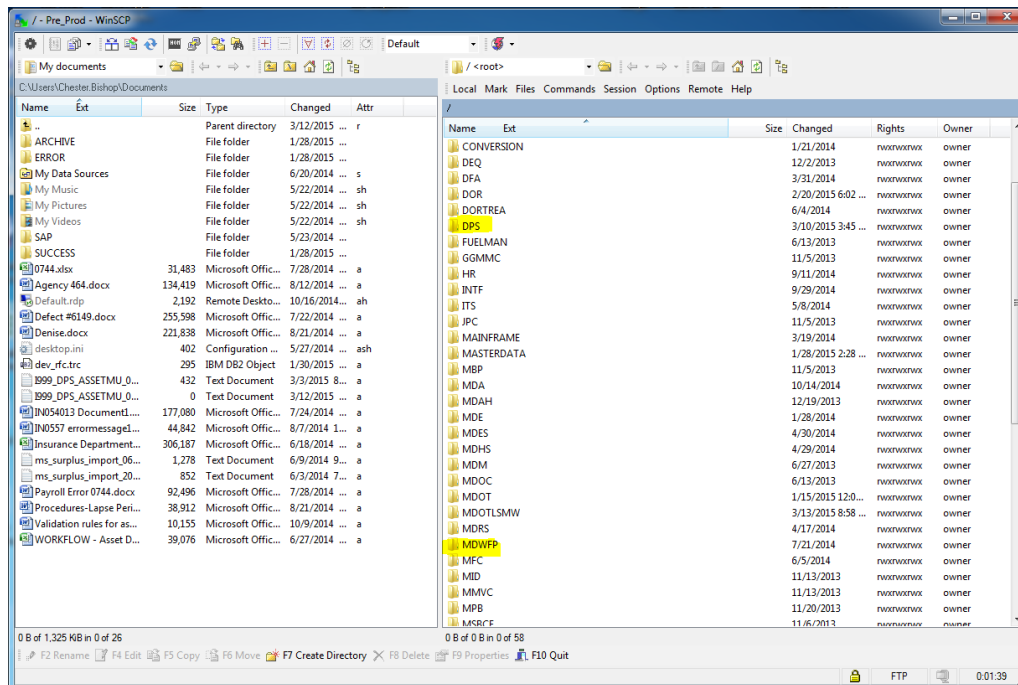 / - Pre_Prod - WinSCP
Default
My documents
/ <root>
C:\Users\Chester.Bishop\Documents
Local Mark Files Commands Session Options Remote Help
/
Name Ext Size Type Changed Attr
.. Parent directory 3/12/2015 ... r
ARCHIVE File folder 1/28/2015 ...
ERROR File folder 1/28/2015 ...
My Data Sources File folder 6/20/2014 ... s
My Music File folder 5/22/2014 ... sh
My Pictures File folder 5/22/2014 ... sh
My Videos File folder 5/22/2014 ... sh
SAP File folder 5/23/2014 ...
SUCCESS File folder 1/28/2015 ...
0744.xlsx 31,483 Microsoft Offic... 7/28/2014 ... a
Agency 464.docx 134,419 Microsoft Offic... 8/12/2014 ... a
Default.rdp 2,192 Remote Deskto... 10/16/2014... ah
Defect #6149.docx 255,598 Microsoft Offic... 7/22/2014 ... a
Denise.docx 221,838 Microsoft Offic... 8/21/2014 ... a
desktop.ini 402 Configuration ... 5/27/2014 ... ash
dev_rfc.trc 295 IBM DB2 Object 1/30/2015 ... a
I999_DPS_ASSETMU_0... 432 Text Document 3/3/2015 8... a
I999_DPS_ASSETMU_0... 0 Text Document 3/12/2015 ... a
IN054013 Document1.... 177,080 Microsoft Offic... 7/24/2014 ... a
IN0557 errormessage1... 44,842 Microsoft Offic... 8/7/2014 1... a
Insurance Department... 306,187 Microsoft Offic... 6/18/2014 ... a
ms_surplus_import_06... 1,278 Text Document 6/9/2014 9... a
ms_surplus_import_20... 852 Text Document 6/3/2014 7... a
Payroll Error 0744.docx 92,496 Microsoft Offic... 7/28/2014 ... a
Procedures-Lapse Peri... 38,912 Microsoft Offic... 8/21/2014 ... a
Validation rules for as... 10,155 Microsoft Offic... 10/9/2014 ... a
WORKFLOW - Asset D... 39,076 Microsoft Offic... 6/27/2014 ... a
Name Ext Size Changed Rights Owner
CONVERSION 1/21/2014 rwxrwxrwx owner
DEQ 12/2/2013 rwxrwxrwx owner
DFA 3/31/2014 rwxrwxrwx owner
DOR 2/20/2015 6:02 ... rwxrwxrwx owner
DORTREA 6/4/2014 rwxrwxrwx owner
DPS 3/10/2015 3:45 ... rwxrwxrwx owner
FUELMAN 6/13/2013 rwxrwxrwx owner
GGMMC 11/5/2013 rwxrwxrwx owner
HR 9/11/2014 rwxrwxrwx owner
INTF 9/29/2014 rwxrwxrwx owner
ITS 5/8/2014 rwxrwxrwx owner
JPC 11/5/2013 rwxrwxrwx owner
MAINFRAME 3/19/2014 rwxrwxrwx owner
MASTERDATA 1/28/2015 2:28 ... rwxrwxrwx owner
MBP 11/5/2013 rwxrwxrwx owner
MDA 10/14/2014 rwxrwxrwx owner
MDAH 12/19/2013 rwxrwxrwx owner
MDE 1/28/2014 rwxrwxrwx owner
MDES 4/30/2014 rwxrwxrwx owner
MDHS 4/29/2014 rwxrwxrwx owner
MDM 6/27/2013 rwxrwxrwx owner
MDOC 6/13/2013 rwxrwxrwx owner
MDOT 1/15/2015 12:0... rwxrwxrwx owner
MDOTLSMW 3/13/2015 8:58 ... rwxrwxrwx owner
MDRS 4/17/2014 rwxrwxrwx owner
MDWFP 7/21/2014 rwxrwxrwx owner
MFC 6/5/2014 rwxrwxrwx owner
MID 11/13/2013 rwxrwxrwx owner
MMVC 11/13/2013 rwxrwxrwx owner
MPB 11/20/2013 rwxrwxrwx owner
MSBCE 11/6/2013 rwxrwxrwx owner
0 B of 1,325 KiB in 0 of 26
0 B of 0 B in 0 of 58
F2 Rename F4 Edit F5 Copy F6 Move F7 Create Directory F8 Delete F9 Properties F10 Quit
FTP 0:01:39